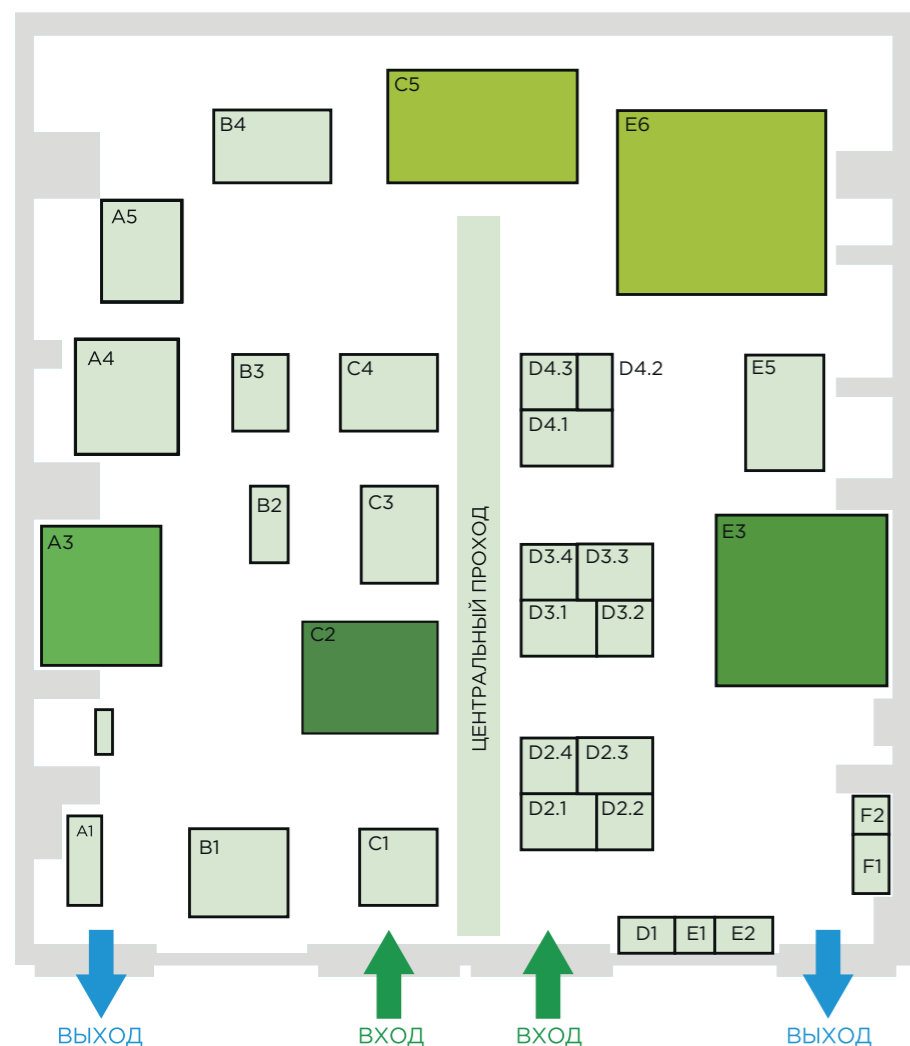 C5
B4
E6
A5
A4
B3
C4
D4.3
D4.2
E5
D4.1
B2
C3
A3
E3
D3.4
D3.3
D3.1
D3.2
C2
ЦЕНТРАЛЬНЫЙ ПРОХОД
D2.4
D2.3
D2.1
D2.2
F2
A1
B1
C1
F1
D1
E1
E2
ВЫХОД
ВХОД
ВХОД
ВЫХОД